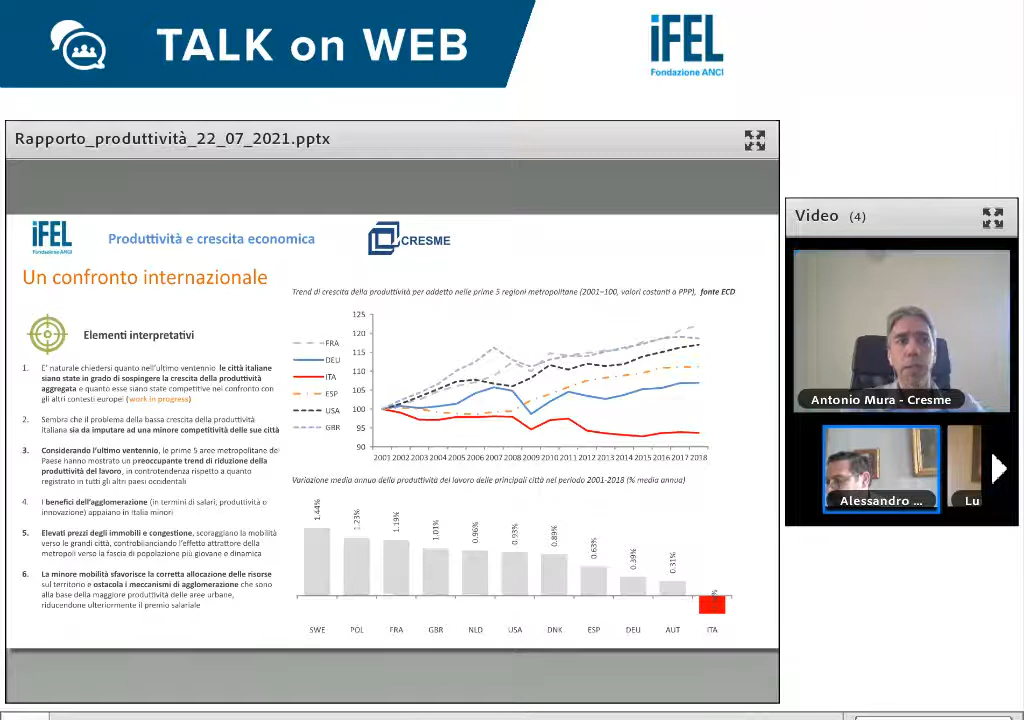 TALK on WEB
iFEL
Fondazione ANCI
Rapporto_produttività_22_07_2021.pptx
Video (4)
iFEL
Fondazione ANCI
Produttività e crescita economica
CRESME
Un confronto internazionale
Trend di crescita della produttività per addetto nelle prime 5 regioni metropolitane (2001=100, valori costanti a PPP), fonte ECD
Elementi interpretativi
1. E' naturale chiedersi quanto nell'ultimo ventennio le città italiane
siano state in grado di sospingere la crescita della produttività
aggregata e quanto esse siano state competitive nel confronto con
gli altri contesti europei (work in progress)
2. Sembra che il problema della bassa crescita della produttività
italiana sia da imputare ad una minore competitività delle sue città
3. Considerando l'ultimo ventennio, le prime 5 aree metropolitane del
Paese hanno mostrato un preoccupante trend di riduzione della
produttività del lavoro, in controtendenza rispetto a quanto
registrato in tutti gli altri paesi occidentali
4. I benefici dell'agglomerazione (in termini di salari, produttività o
innovazione) appaiano in Italia minori
5. Elevati prezzi degli immobili e congestione, scoraggiano la mobilità
verso le grandi città, controbilanciando l'effetto attrattore della
metropoli verso la fascia di popolazione più giovane e dinamica
6. La minore mobilità sfavorisce la corretta allocazione delle risorse
sul territorio e ostacola i meccanismi di agglomerazione che sono
alla base della maggiore produttività delle aree urbane,
riducendo ulteriormente il premio salariale
FRA
DEU
ITA
ESP
USA
GBR
125
120
115
110
105
100
95
90
2001 2002 2003 2004 2005 2006 2007 2008 2009 2010 2011 2012 2013 2014 2015 2016 2017 2018
Variazione media annua della produttività del lavoro delle principali città nel periodo 2001-2018 (% media annua)
1.44% 1.23% 1.19% 1.01% 0.96% 0.93% 0.89% 0.63% 0.39% 0.31%
SWE POL FRA GBR NLD USA DNK ESP DEU AUT ITA
Antonio Mura - Cresme
Alessandro ...
Lu